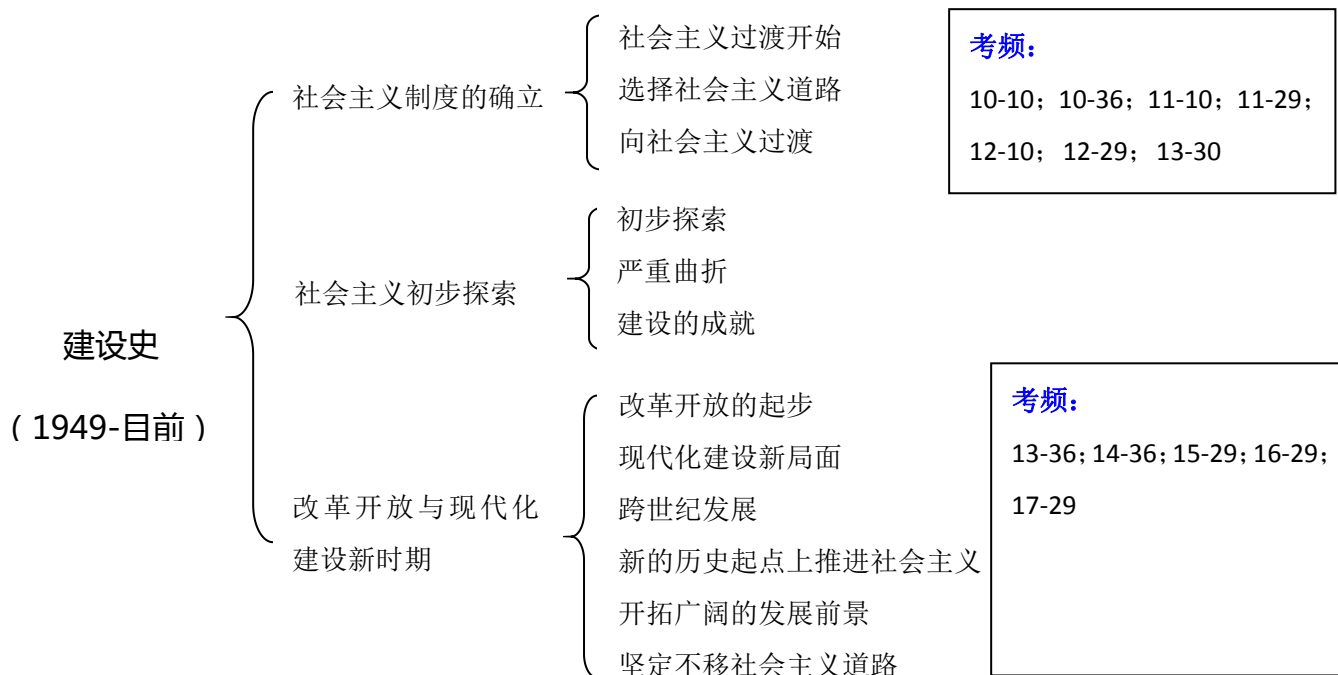 建设史
(1949-目前)
社会主义制度的确立
社会主义过渡开始
选择社会主义道路
向社会主义过渡
考频：
10-10；10-36；11-10；11-29；
12-10；12-29；13-30
社会主义初步探索
初步探索
严重曲折
建设的成就
改革开放与现代化
建设新时期
改革开放的起步
现代化建设新局面
跨世纪发展
新的历史起点上推进社会主义
开拓广阔的发展前景
坚定不移社会主义道路
考频：
13-36；14-36；15-29；16-29；
17-29